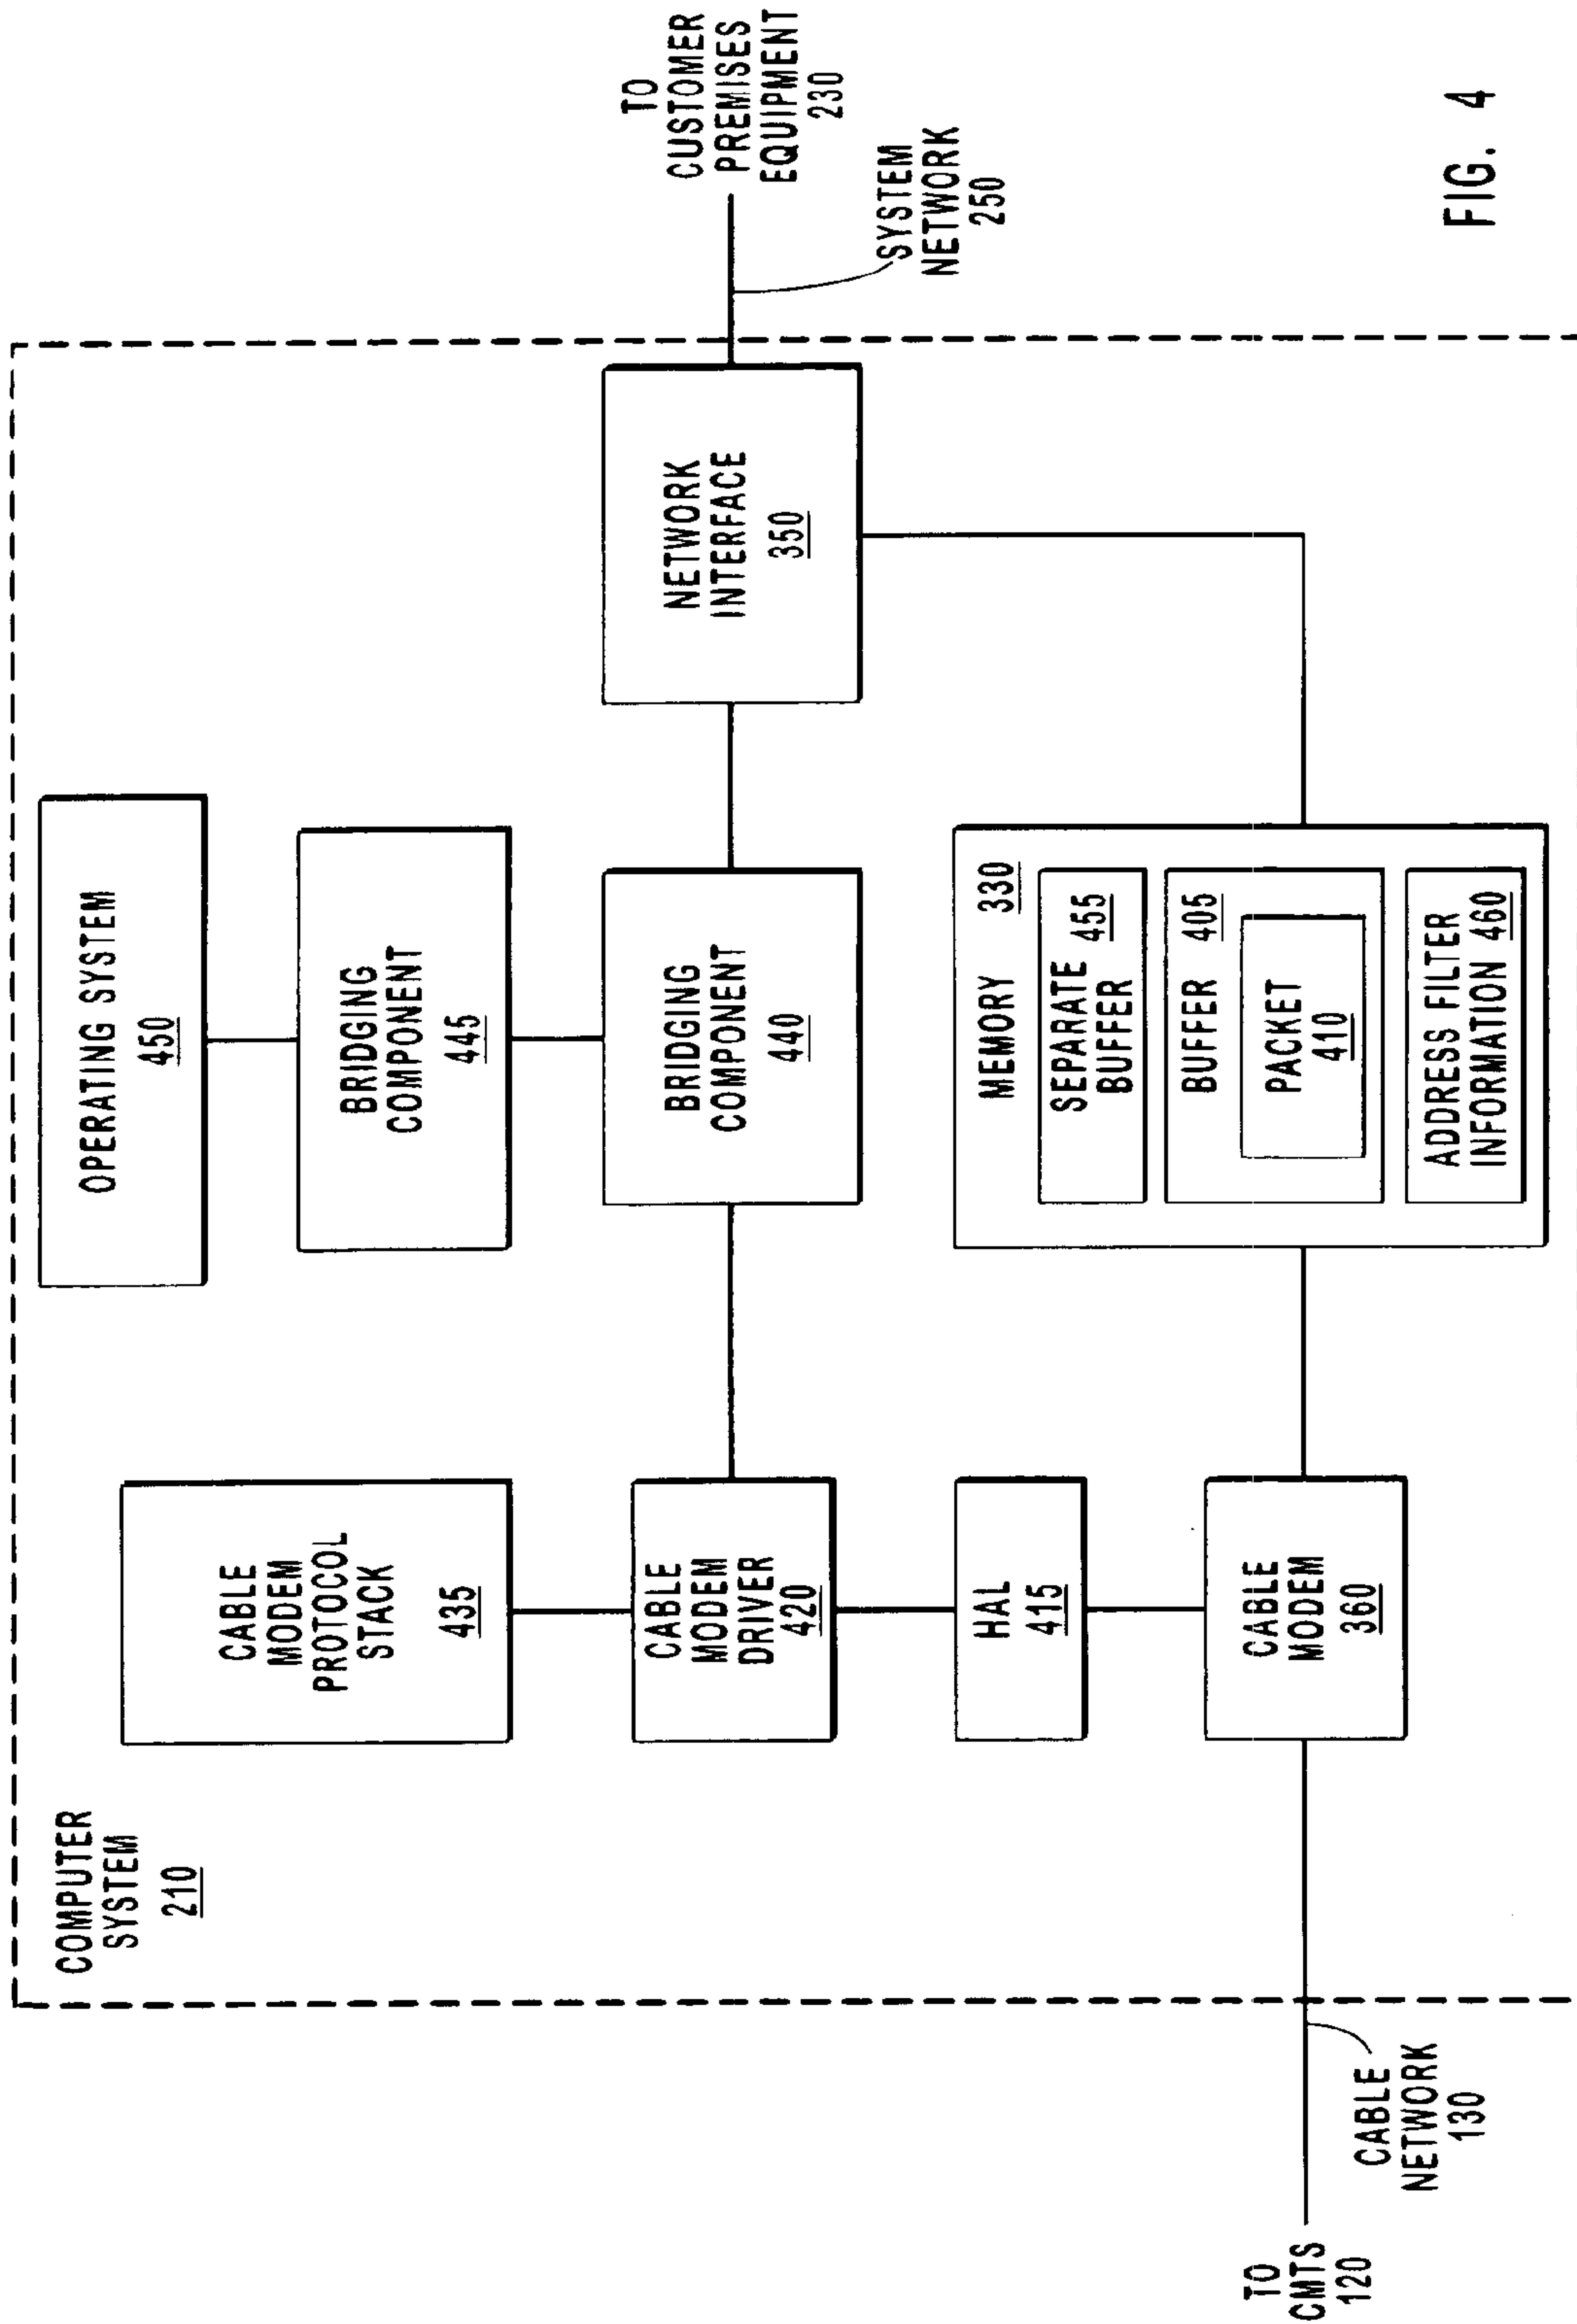 COMPUTER
SYSTEM
210
OPERATING SYSTEM
450
CABLE
MODEM
PROTOCOL
STACK
435
BRIDGING
COMPONENT
445
CABLE
MODEM
DRIVER
420
BRIDGING
COMPONENT
440
NETWORK
INTERFACE
350
TO
CUSTOMER
PREMISES
EQUIPMENT
230
SYSTEM
NETWORK
250
HAL
415
MEMORY 330
SEPARATE
BUFFER 455
BUFFER 405
PACKET
410
ADDRESS FILTER
INFORMATION 460
CABLE
MODEM
360
TO
CMTS
120
CABLE
NETWORK
130
FIG. 4